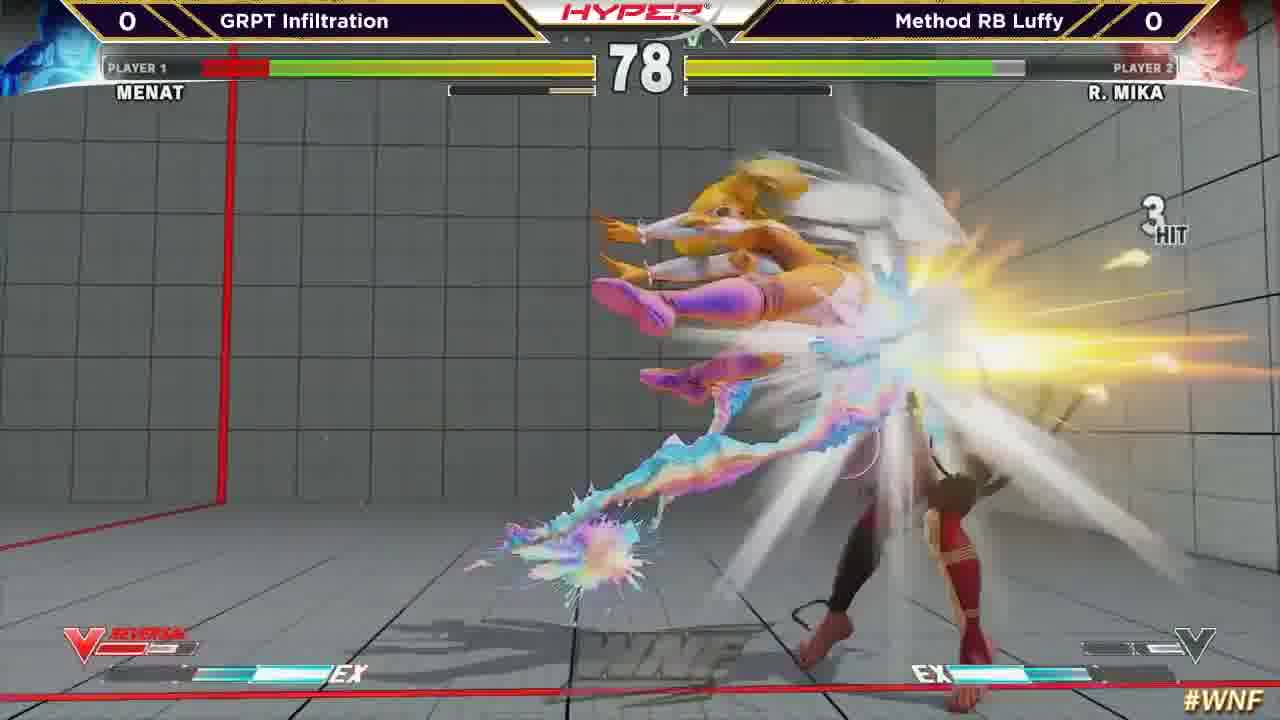 0 GRPT Infiltration
HYPERX
Method RB Luffy 0
PLAYER 1
78
PLAYER 2
MENAT
R. MIKA
3 HIT
V REVERSAL
V
EX
EX
WNF
#WNF